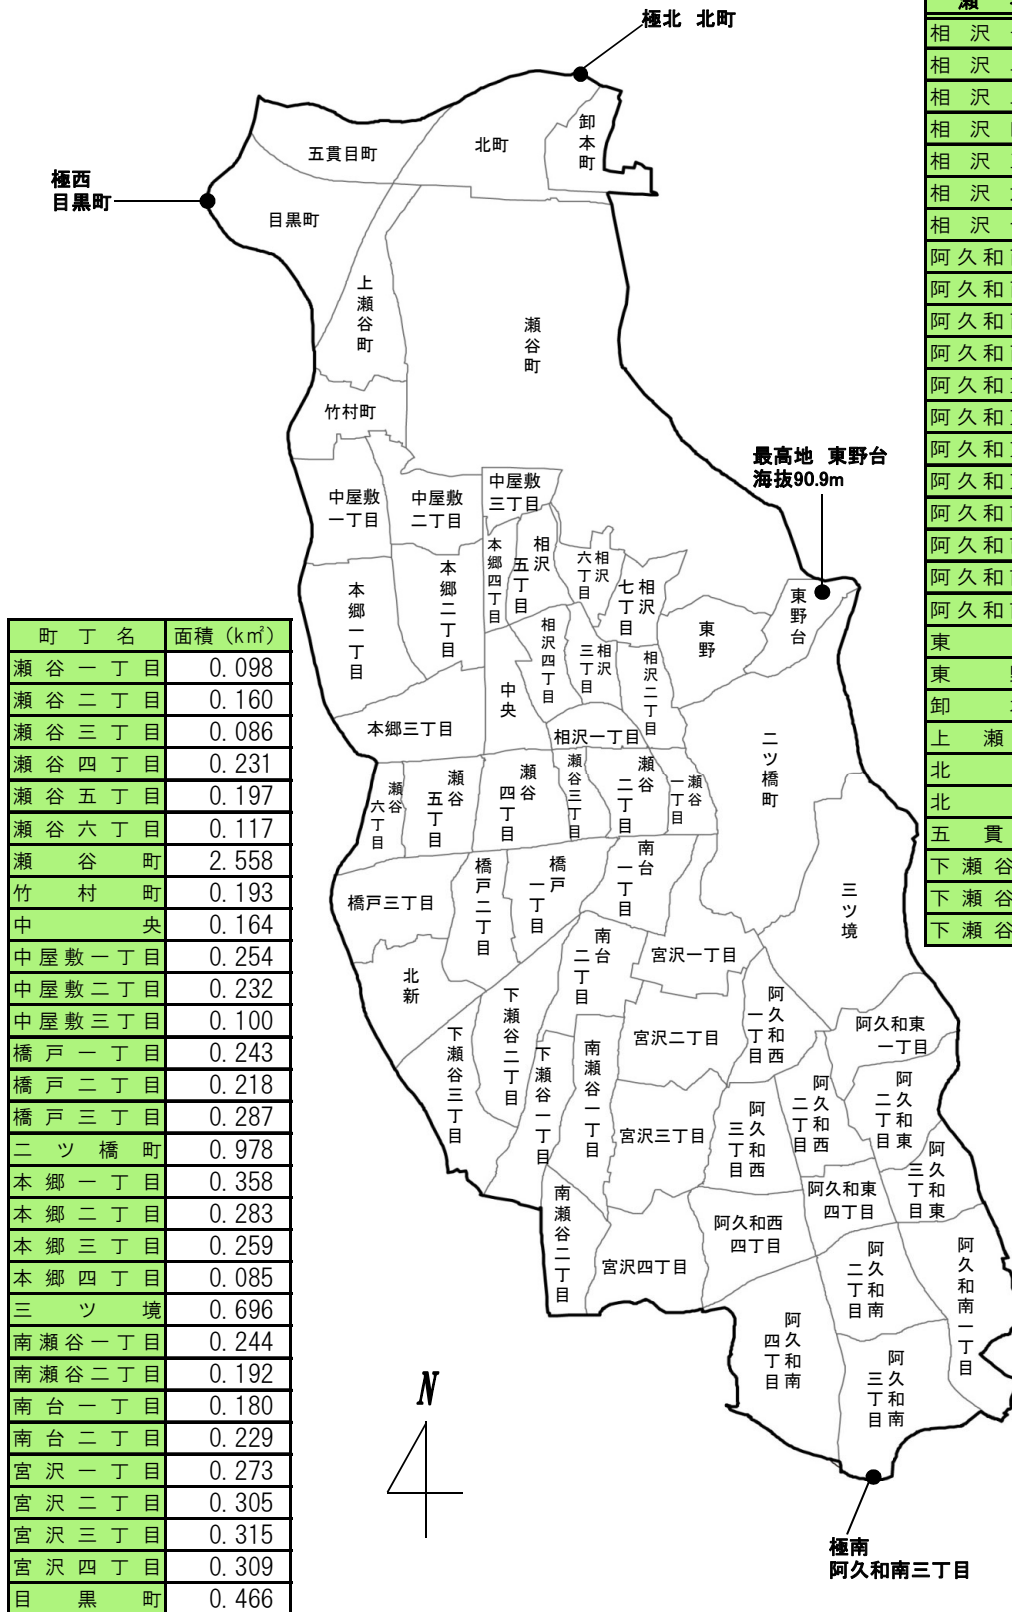 極北 北町
極西
目黒町
五貫目町
北町
卸本町
目黒町
上瀬谷町
瀬谷町
竹村町
最高地 東野台
海抜90.9m
中屋敷
一丁目
中屋敷
二丁目
中屋敷
三丁目
本郷一丁目
本郷二丁目
本郷四丁目
相沢
五丁目
相沢
六丁目
相沢
七丁目
東野
東野台
相沢四丁目
相沢
三丁目
相沢二丁目
中央
本郷三丁目
相沢一丁目
二ツ橋町
瀬谷
六丁目
瀬谷
五丁目
瀬谷
四丁目
瀬谷三丁目
瀬谷
二丁目
瀬谷
一丁目
橋戸三丁目
橋戸二丁目
橋戸
一丁目
南台
一丁目
三ツ境
北新
南台
二丁目
宮沢一丁目
下瀬谷三丁目
下瀬谷二丁目
下瀬谷一丁目
南瀬谷一丁目
宮沢二丁目
阿久和西
一丁目
阿久和東
一丁目
宮沢三丁目
阿久和西
三丁目
阿久和西
二丁目
阿久和東
二丁目
阿久和東
三丁目
南瀬谷二丁目
宮沢四丁目
阿久和西
四丁目
阿久和東
四丁目
阿久和南
二丁目
阿久和南一丁目
阿久和南
四丁目
阿久和南
三丁目
N
極南
阿久和南三丁目
町丁名 面積(k㎡)
瀬谷一丁目 0.098
瀬谷二丁目 0.160
瀬谷三丁目 0.086
瀬谷四丁目 0.231
瀬谷五丁目 0.197
瀬谷六丁目 0.117
瀬谷町 2.558
竹村町 0.193
中央 0.164
中屋敷一丁目 0.254
中屋敷二丁目 0.232
中屋敷三丁目 0.100
橋戸一丁目 0.243
橋戸二丁目 0.218
橋戸三丁目 0.287
二ツ橋町 0.978
本郷一丁目 0.358
本郷二丁目 0.283
本郷三丁目 0.259
本郷四丁目 0.085
三ツ境 0.696
南瀬谷一丁目 0.244
南瀬谷二丁目 0.192
南台一丁目 0.180
南台二丁目 0.229
宮沢一丁目 0.273
宮沢二丁目 0.305
宮沢三丁目 0.315
宮沢四丁目 0.309
目黒町 0.466
瀬
相沢
相沢
相沢
相沢
相沢
相沢
相沢
阿久和
阿久和
阿久和
阿久和
阿久和
阿久和
阿久和
阿久和
阿久和
阿久和
阿久和
阿久和
東
東
卸
上瀬
北
北
五貫
下瀬谷
下瀬谷
下瀬谷